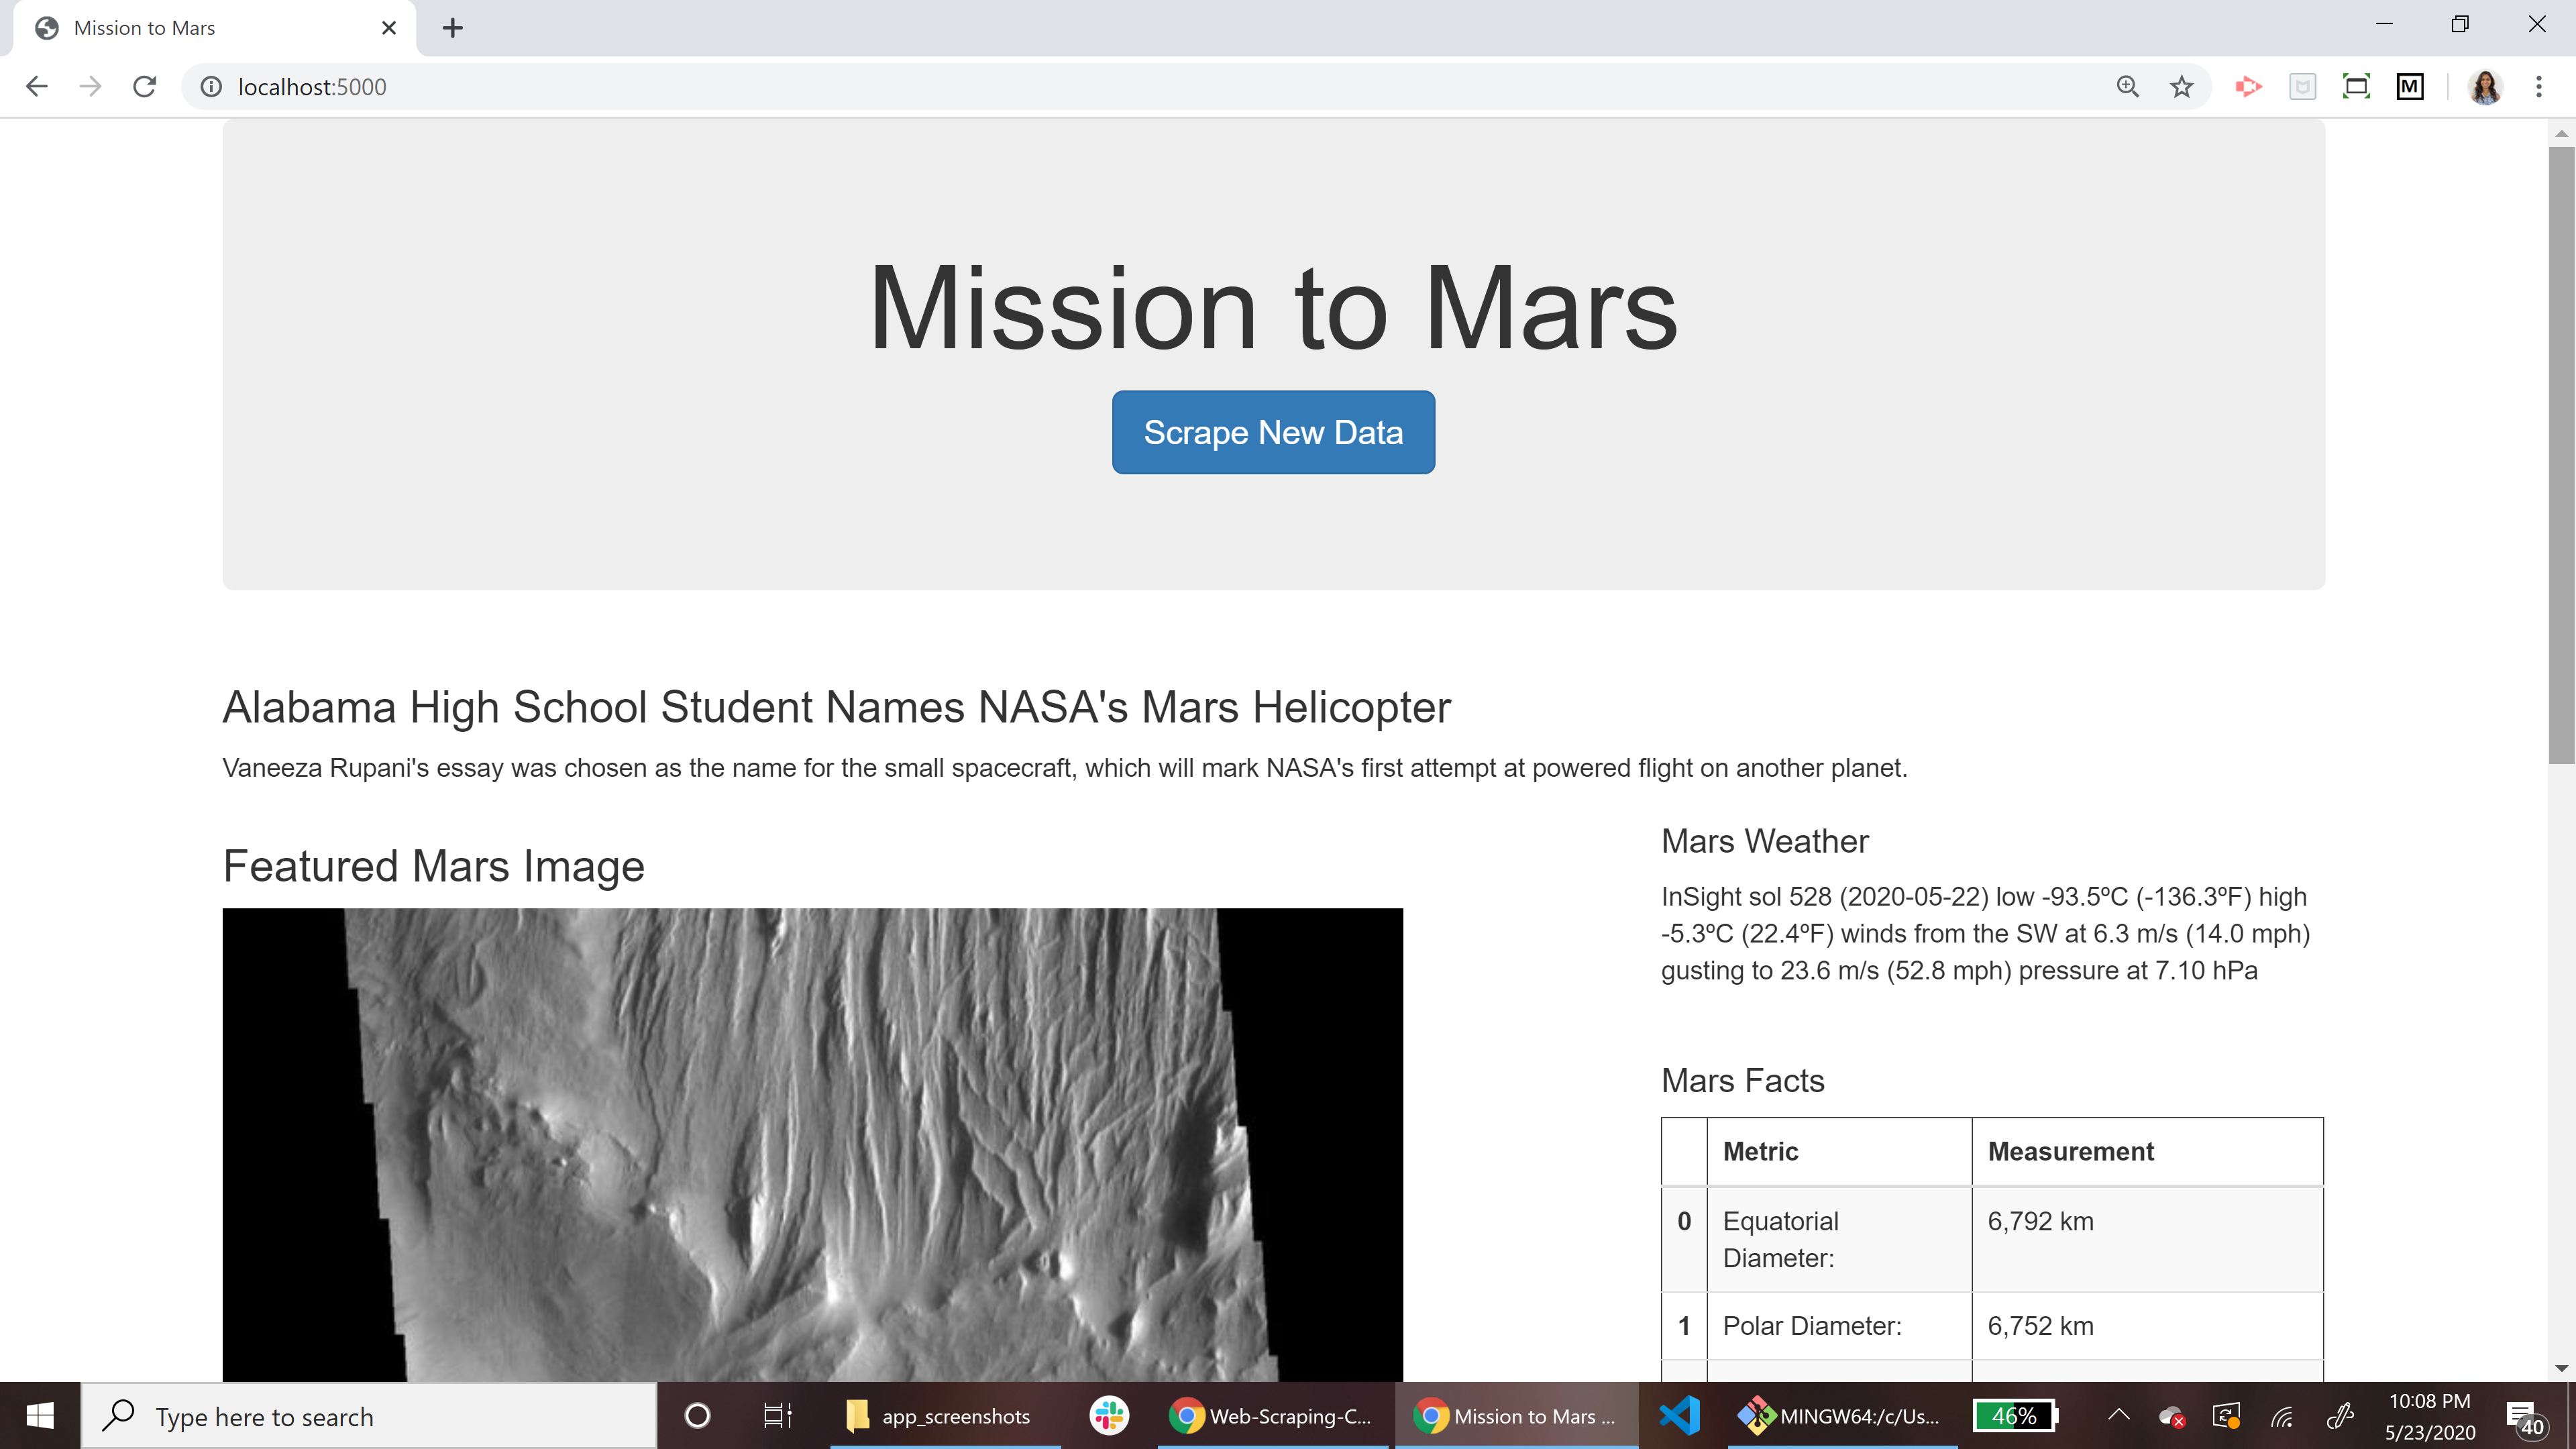 Mission to Mars
localhost:5000
M
Mission to Mars
Scrape New Data
Alabama High School Student Names NASA's Mars Helicopter
Vaneeza Rupani's essay was chosen as the name for the small spacecraft, which will mark NASA's first attempt at powered flight on another planet.
Featured Mars Image
Mars Weather
InSight sol 528 (2020-05-22) low -93.5ºC (-136.3ºF) high
-5.3ºC (22.4ºF) winds from the SW at 6.3 m/s (14.0 mph)
gusting to 23.6 m/s (52.8 mph) pressure at 7.10 hPa
Mars Facts
Metric Measurement
0 Equatorial 6,792 km
Diameter:
1 Polar Diameter: 6,752 km
Type here to search
app_screenshots
Web-Scraping-C...
Mission to Mars ...
MINGW64:/c/Us...
46%
10:08 PM
5/23/2020
40